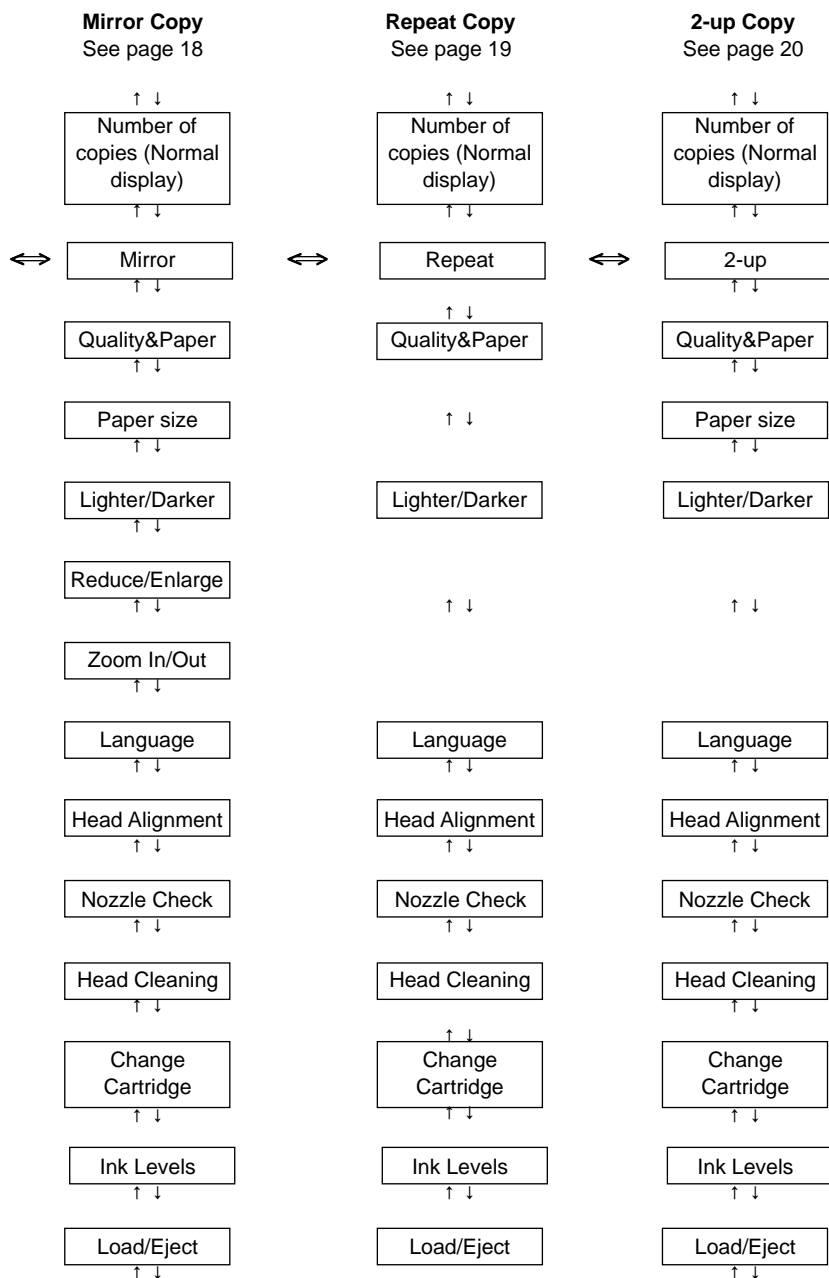 Mirror Copy
See page 18
Repeat Copy
See page 19
2-up Copy
See page 20
↑ ↓ ↑ ↓ ↑ ↓
Number of
copies (Normal
display)
Number of
copies (Normal
display)
Number of
copies (Normal
display)
↑ ↓ ↑ ↓ ↑ ↓
⇔ Mirror ⇔ Repeat ⇔ 2-up
↑ ↓ ↑ ↓ ↑ ↓
Quality&Paper Quality&Paper Quality&Paper
↑ ↓ ↑ ↓
Paper size ↑ ↓ Paper size
↑ ↓ ↑ ↓
Lighter/Darker Lighter/Darker Lighter/Darker
↑ ↓
Reduce/Enlarge
↑ ↓ ↑ ↓ ↑ ↓
Zoom In/Out
↑ ↓
Language Language Language
↑ ↓ ↑ ↓ ↑ ↓
Head Alignment Head Alignment Head Alignment
↑ ↓ ↑ ↓ ↑ ↓
Nozzle Check Nozzle Check Nozzle Check
↑ ↓ ↑ ↓ ↑ ↓
Head Cleaning Head Cleaning Head Cleaning
↑ ↓ ↑ ↓ ↑ ↓
Change
Cartridge
Change
Cartridge
Change
Cartridge
↑ ↓ ↑ ↓ ↑ ↓
Ink Levels Ink Levels Ink Levels
↑ ↓ ↑ ↓ ↑ ↓
Load/Eject Load/Eject Load/Eject
↑ ↓ ↑ ↓